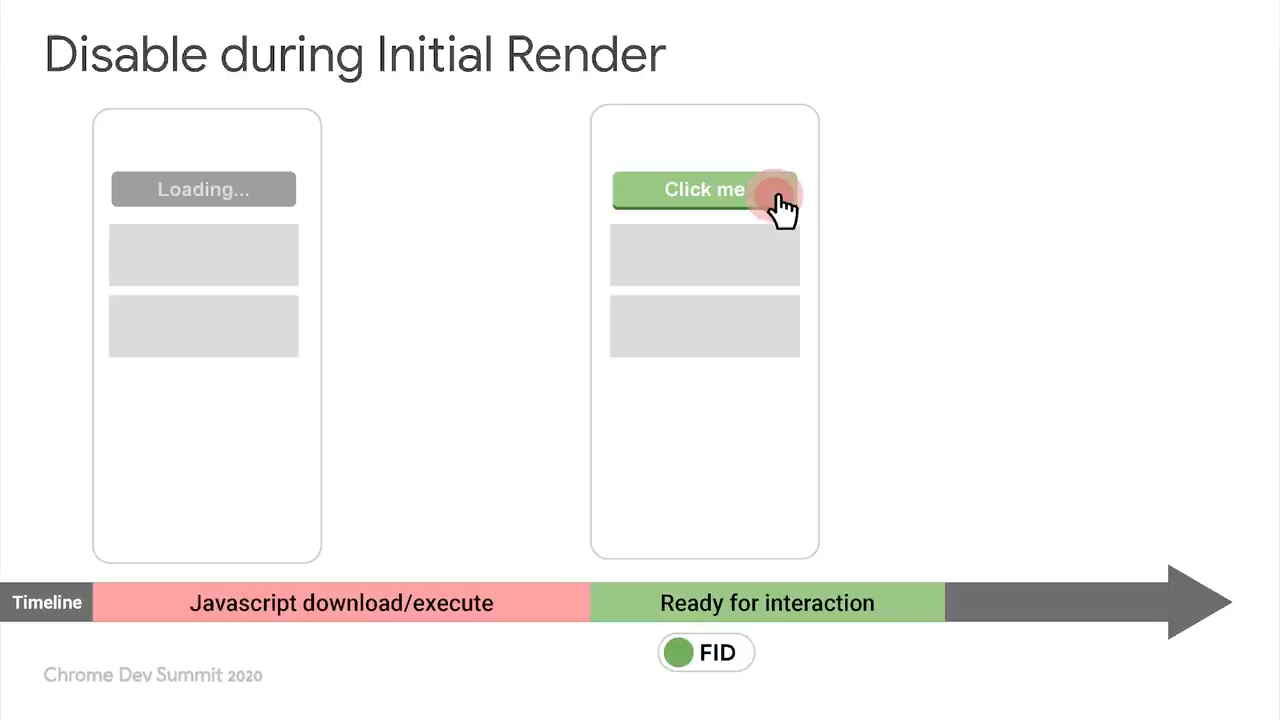 Disable during Initial Render
Loading...
Click me
Timeline
Javascript download/execute
Ready for interaction
FID
Chrome Dev Summit 2020